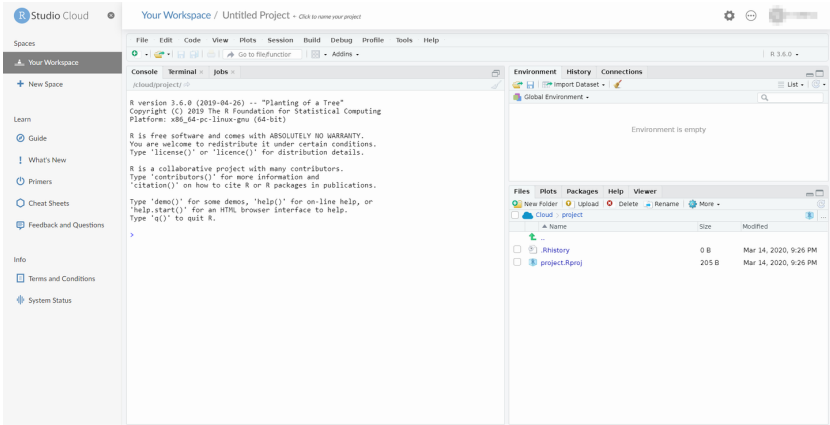 R Studio Cloud
Your Workspace / Untitled Project • Click to name your project
Spaces
Your Workspace
New Space
Learn
Guide
What's New
Primers
Cheat Sheets
Feedback and Questions
Info
Terms and Conditions
System Status
File Edit Code View Plots Session Build Debug Profile Tools Help
Go to file/function Addins R 3.6.0
Console Terminal × Jobs ×
/cloud/project/
R version 3.6.0 (2019-04-26) -- "Planting of a Tree"
Copyright (C) 2019 The R Foundation for Statistical Computing
Platform: x86_64-pc-linux-gnu (64-bit)
R is free software and comes with ABSOLUTELY NO WARRANTY.
You are welcome to redistribute it under certain conditions.
Type 'license()' or 'licence()' for distribution details.
R is a collaborative project with many contributors.
Type 'contributors()' for more information and
'citation()' on how to cite R or R packages in publications.
Type 'demo()' for some demos, 'help()' for on-line help, or
'help.start()' for an HTML browser interface to help.
Type 'q()' to quit R.
>
Environment History Connections
Import Dataset List
Global Environment
Environment is empty
Files Plots Packages Help Viewer
New Folder Upload Delete Rename More
Cloud > project R ...
Name Size Modified
..
.Rhistory 0 B Mar 14, 2020, 9:26 PM
project.Rproj 205 B Mar 14, 2020, 9:26 PM